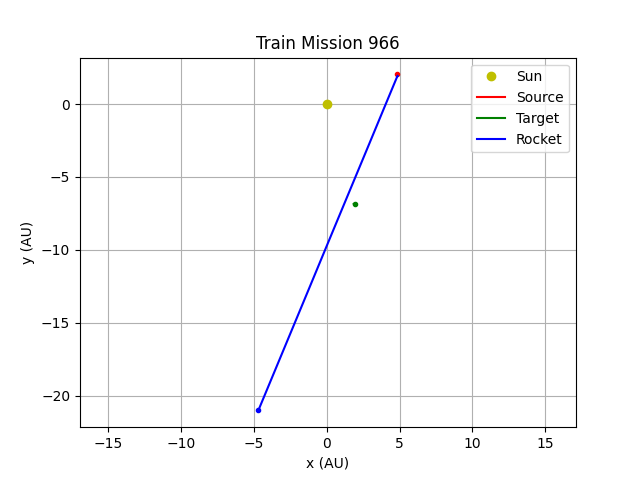 Train Mission 966
Sun
Source
Target
Rocket
0
−5
−10
−15
−20
y (AU)
−15
−10
−5
0
5
10
15
x (AU)